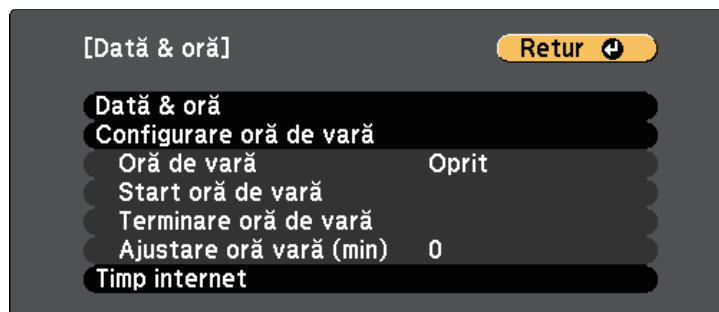 [Dată & oră]
Retur
Dată & oră
Configurare oră de vară
Oră de vară Oprit
Start oră de vară
Terminare oră de vară
Ajustare oră vară (min) 0
Timp internet